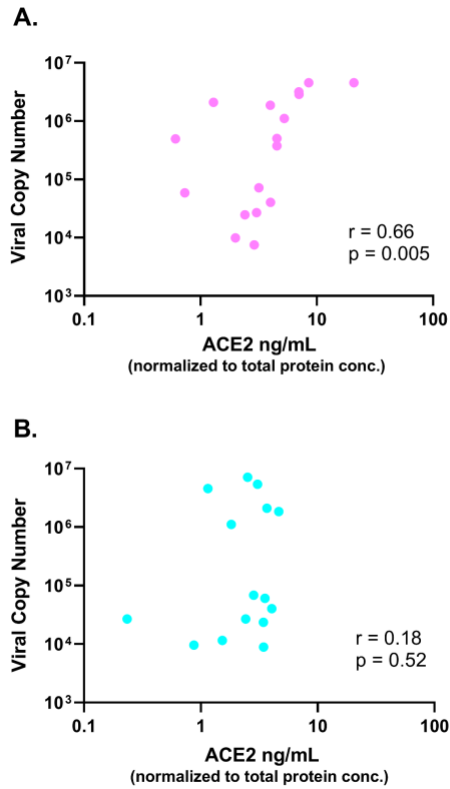 A.
Viral Copy Number
10⁷
10⁶
10⁵
10⁴
10³
r = 0.66
p = 0.005
0.1 1 10 100
ACE2 ng/mL
(normalized to total protein conc.)
B.
Viral Copy Number
10⁷
10⁶
10⁵
10⁴
10³
r = 0.18
p = 0.52
0.1 1 10 100
ACE2 ng/mL
(normalized to total protein conc.)